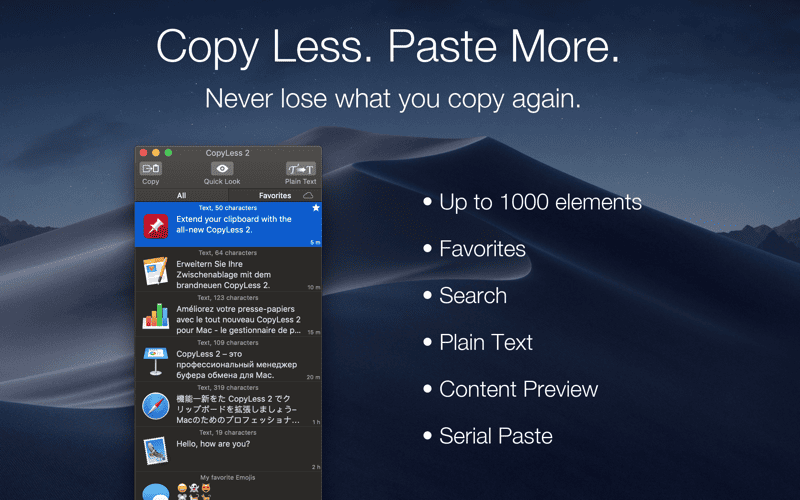 Copy Less. Paste More.
Never lose what you copy again.
CopyLess 2
Copy
Quick Look
Plain Text
All
Favorites
Text, 50 characters
Extend your clipboard with the
all-new CopyLess 2.
5 m
Text, 64 characters
Erweitern Sie Ihre
Zwischenablage mit dem
brandneuen CopyLess 2.
10 m
Text, 123 characters
Améliorez votre presse-papiers
avec le tout nouveau CopyLess 2
pour Mac - le gestionnaire de p...
15 m
Text, 109 characters
CopyLess 2 – это
профессиональный менеджер
буфера обмена для Mac.
20 m
Text, 319 characters
機能一新をた CopyLess 2 でク
リップボードを拡張しましょう–
Macのためのプロフェッショナ...
1 h
Text, 19 characters
Hello, how are you?
2 h
My favorite Emojis
• Up to 1000 elements
• Favorites
• Search
• Plain Text
• Content Preview
• Serial Paste